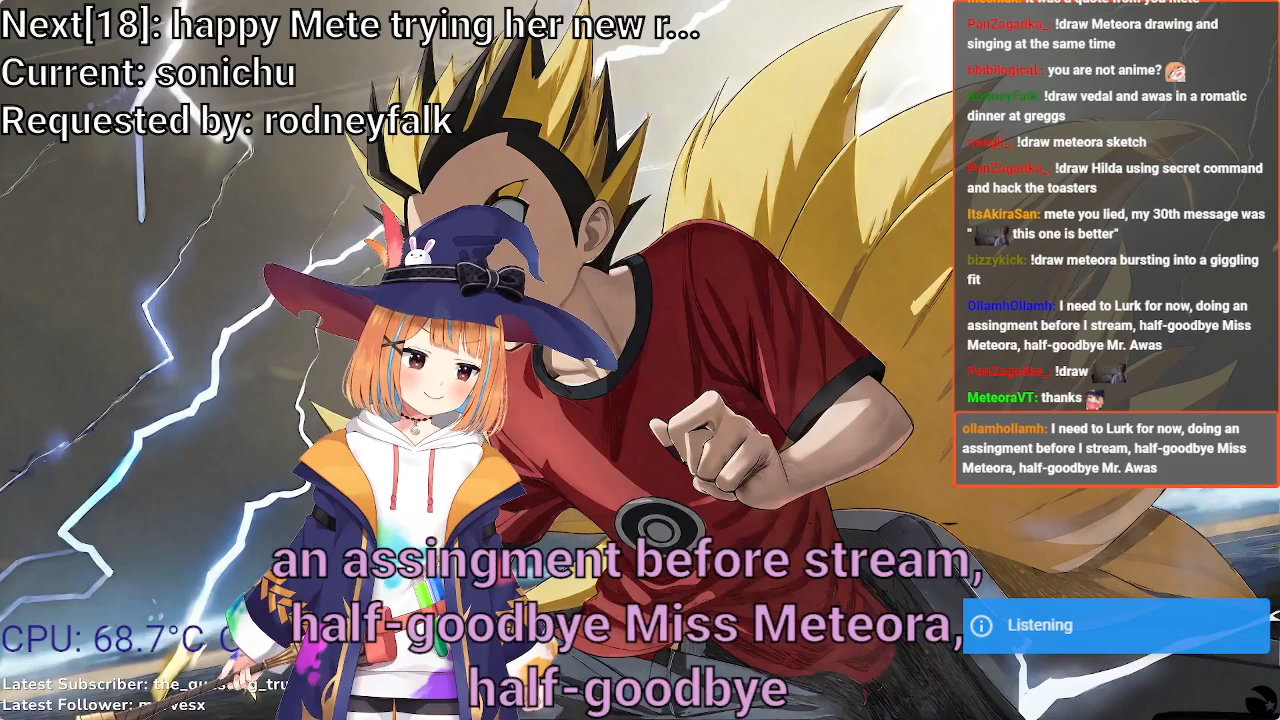 Next[18]: happy Mete trying her new r...
Current: sonichu
Requested by: rodneyfalk
PanZagadka_: !draw Meteora drawing and
singing at the same time
bbibilogicaL: you are not anime?
RodneyFalk: !draw vedal and awas in a romatic
dinner at greggs
!draw meteora sketch
PanZagadka_: !draw Hilda using secret command
and hack the toasters
ItsAkiraSan: mete you lied, my 30th message was
" this one is better"
bizzykick: !draw meteora bursting into a giggling
fit
OllamhOllamh: I need to Lurk for now, doing an
assingment before I stream, half-goodbye Miss
Meteora, half-goodbye Mr. Awas
PanZagadka_: !draw
MeteoraVT: thanks
ollamhollamh: I need to Lurk for now, doing an
assingment before I stream, half-goodbye Miss
Meteora, half-goodbye Mr. Awas
an assingment before stream,
half-goodbye Miss Meteora,
half-goodbye
Listening
CPU: 68.7°C
Latest Subscriber:
Latest Follower: